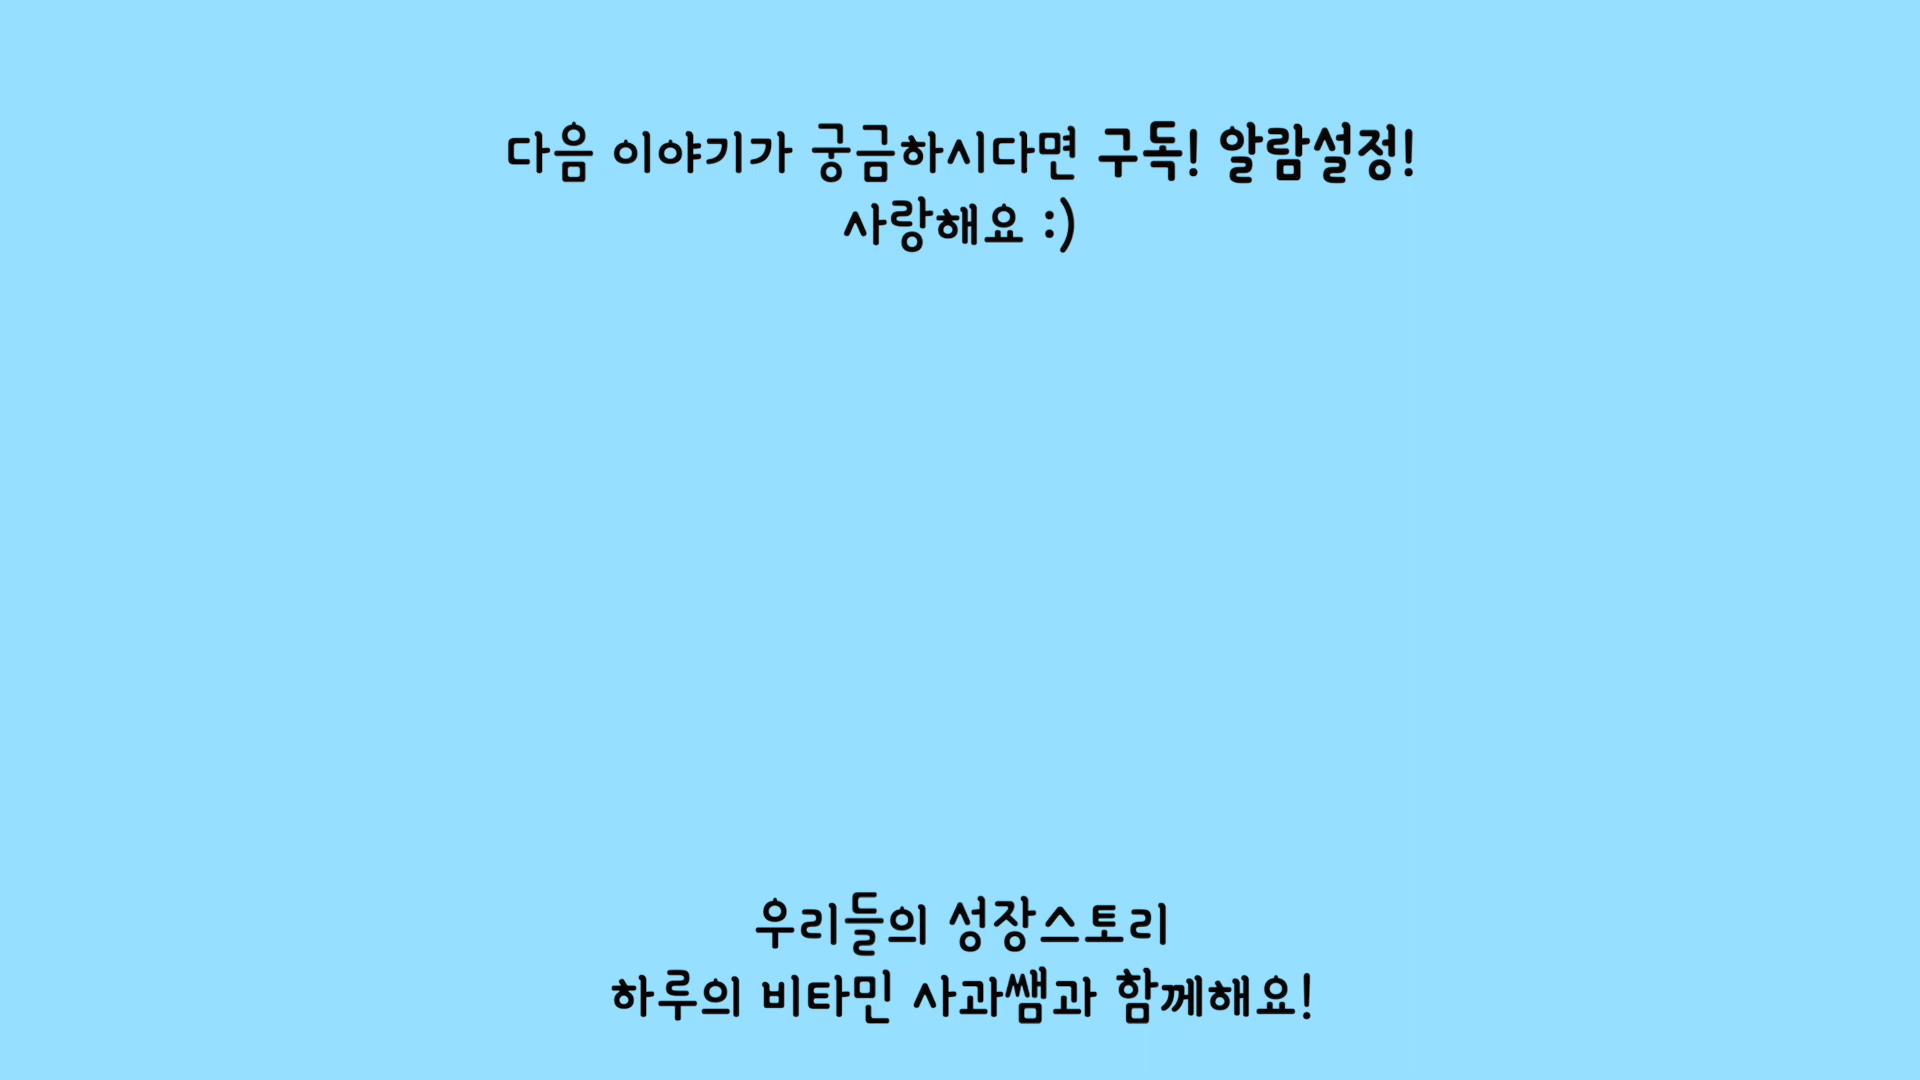 다음 이야기가 궁금하시다면 구독! 알람설정!
사랑해요 :)
우리들의 성장스토리
하루의 비타민 사과쌤과 함께해요!